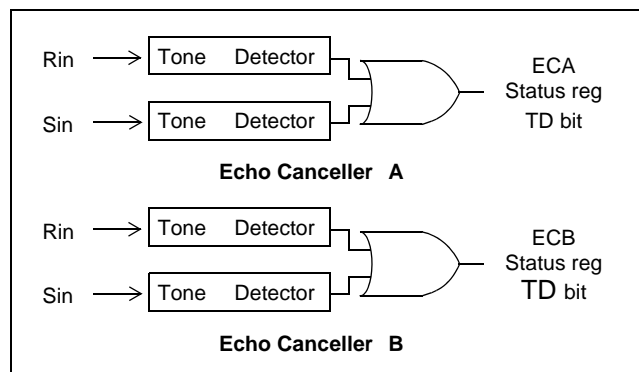 Rin
Tone Detector
Sin
Tone Detector
ECA
Status reg
TD bit
Echo Canceller A
Rin
Tone Detector
Sin
Tone Detector
ECB
Status reg
TD bit
Echo Canceller B